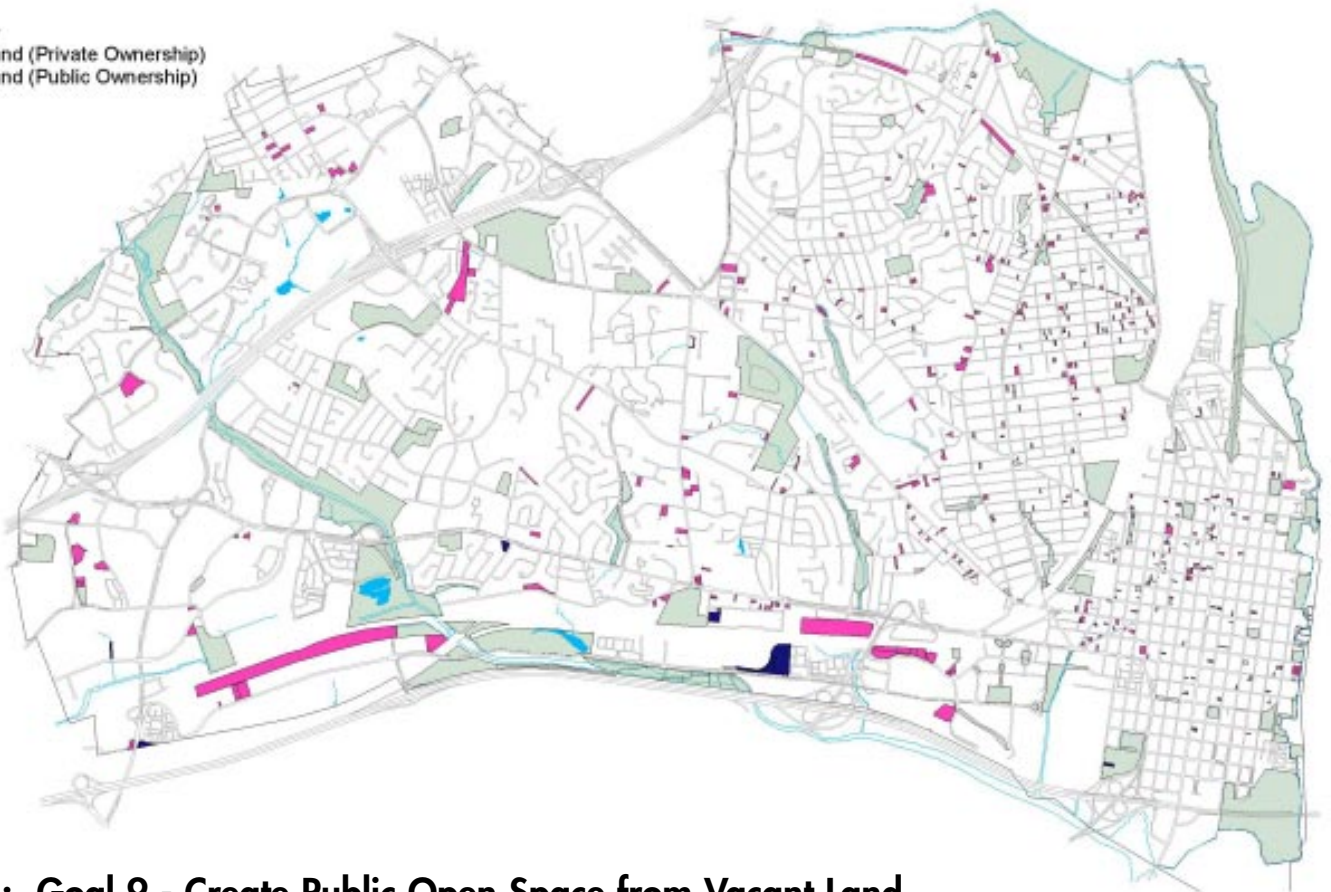 nd (Private Ownership)
nd (Public Ownership)
: Goal 9 - Create Public Open Space from Vacant Land